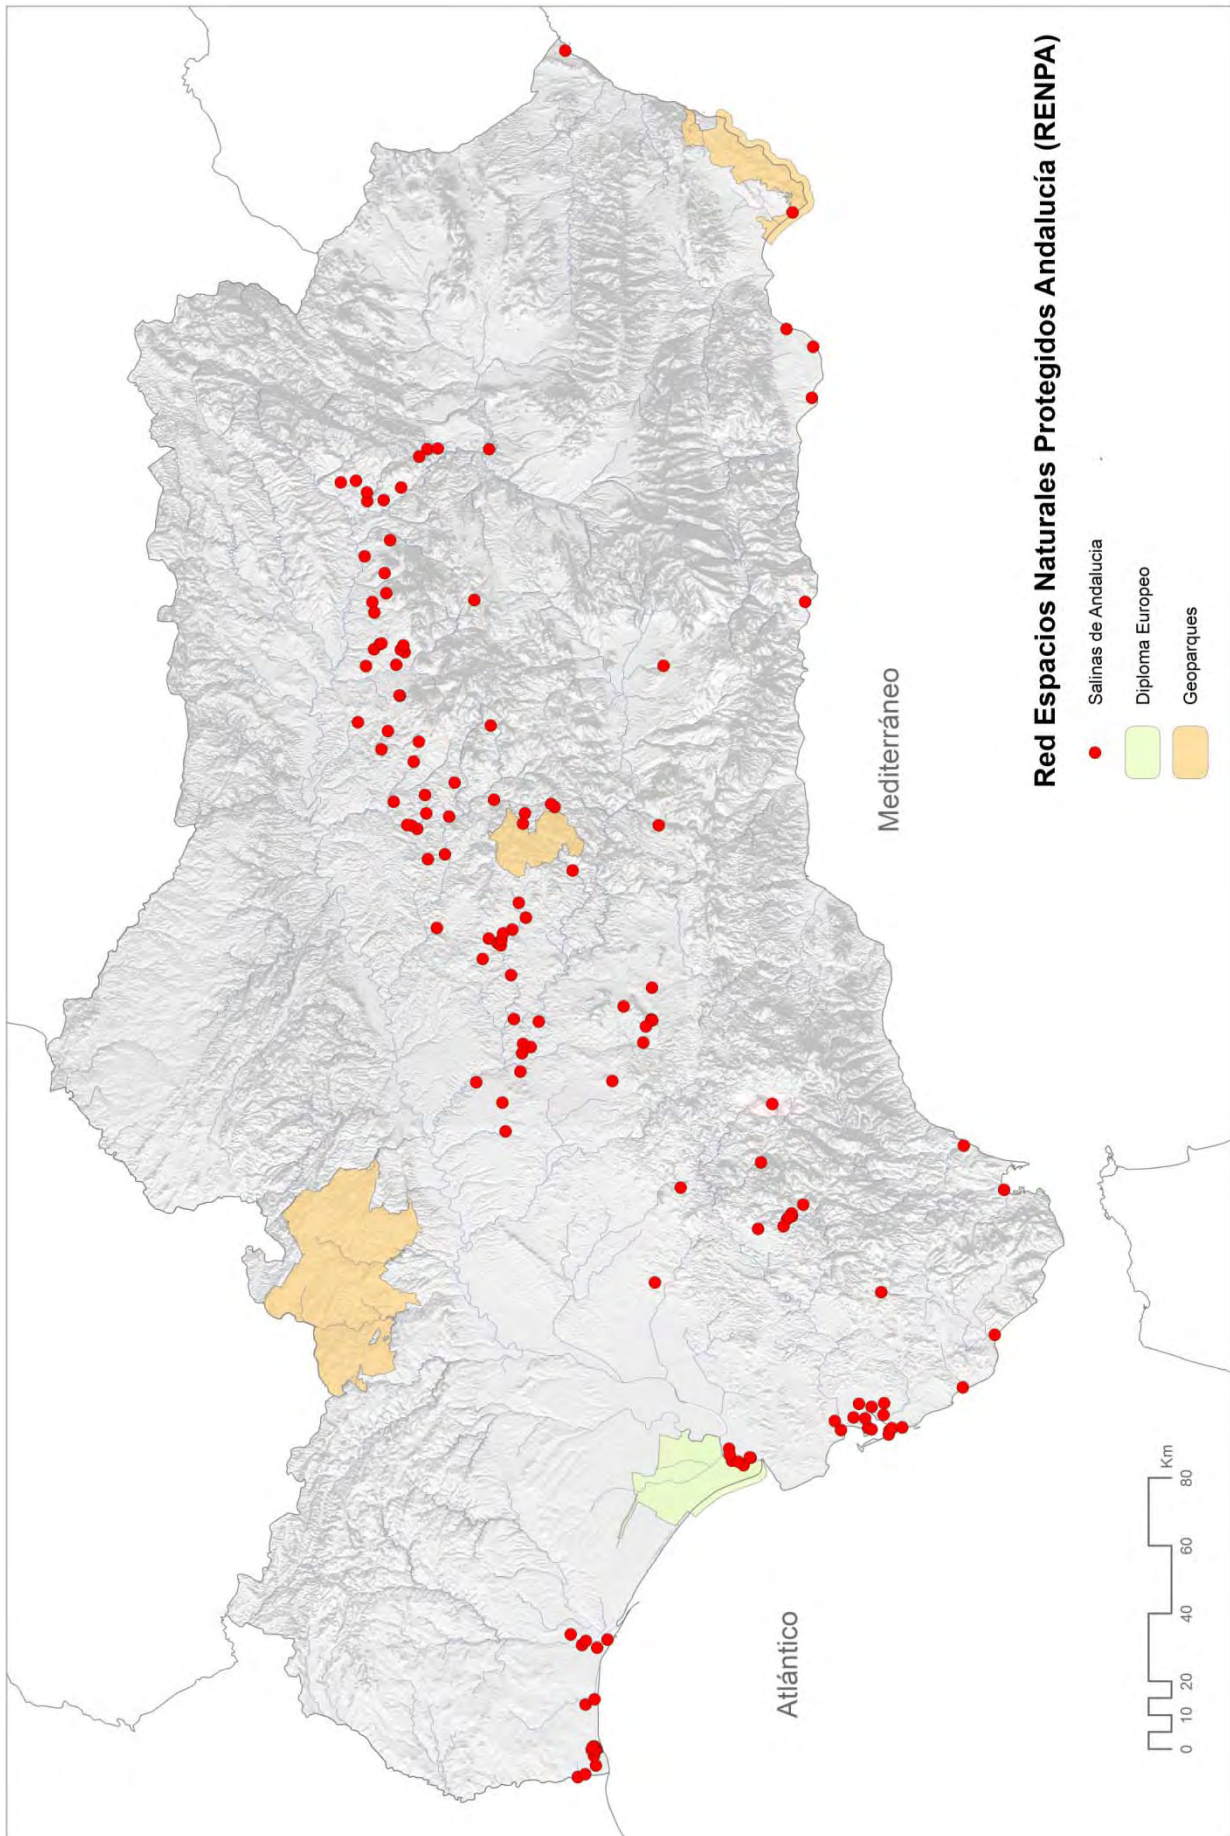 Red Espacios Naturales Protegidos Andalucía (RENPA)
Salinas de Andalucia
Diploma Europeo
Geoparques
Mediterráneo
Atlántico
0 10 20 40 60 80
Km